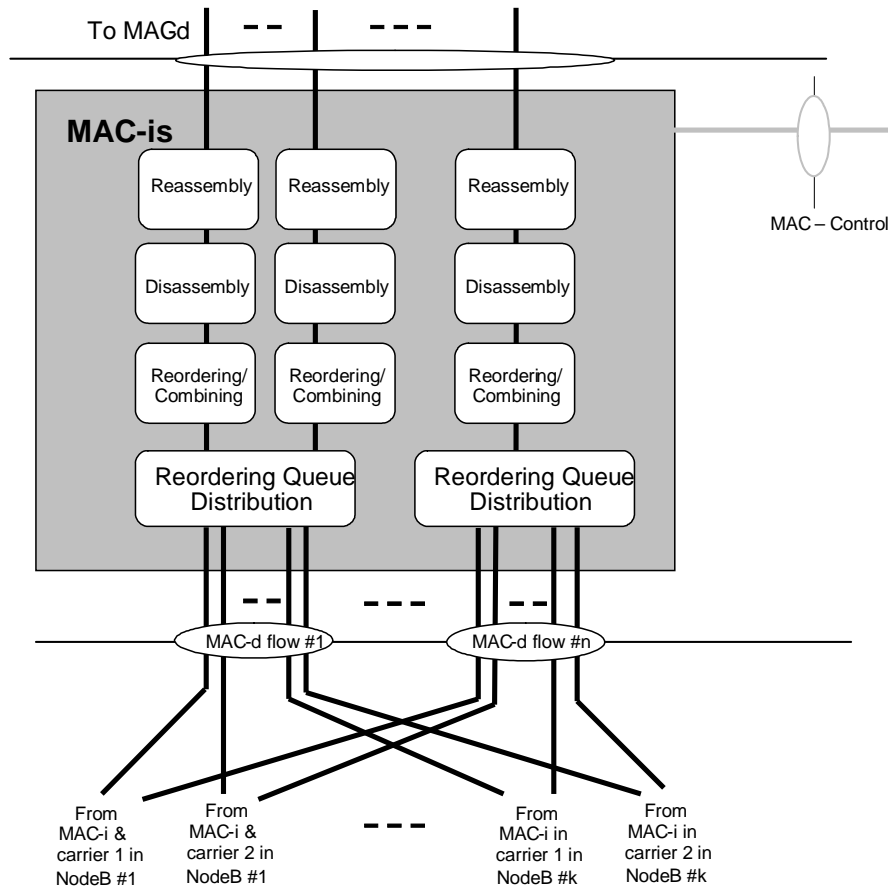 To MAGd
MAC-is
Reassembly
Reassembly
Reassembly
MAC – Control
Disassembly
Disassembly
Disassembly
Reordering/
Combining
Reordering/
Combining
Reordering/
Combining
Reordering Queue
Distribution
Reordering Queue
Distribution
MAC-d flow #1
MAC-d flow #n
From
MAC-i &
carrier 1 in
NodeB #1
From
MAC-i &
carrier 2 in
NodeB #1
From
MAC-i in
carrier 1 in
NodeB #k
From
MAC-i in
carrier 2 in
NodeB #k